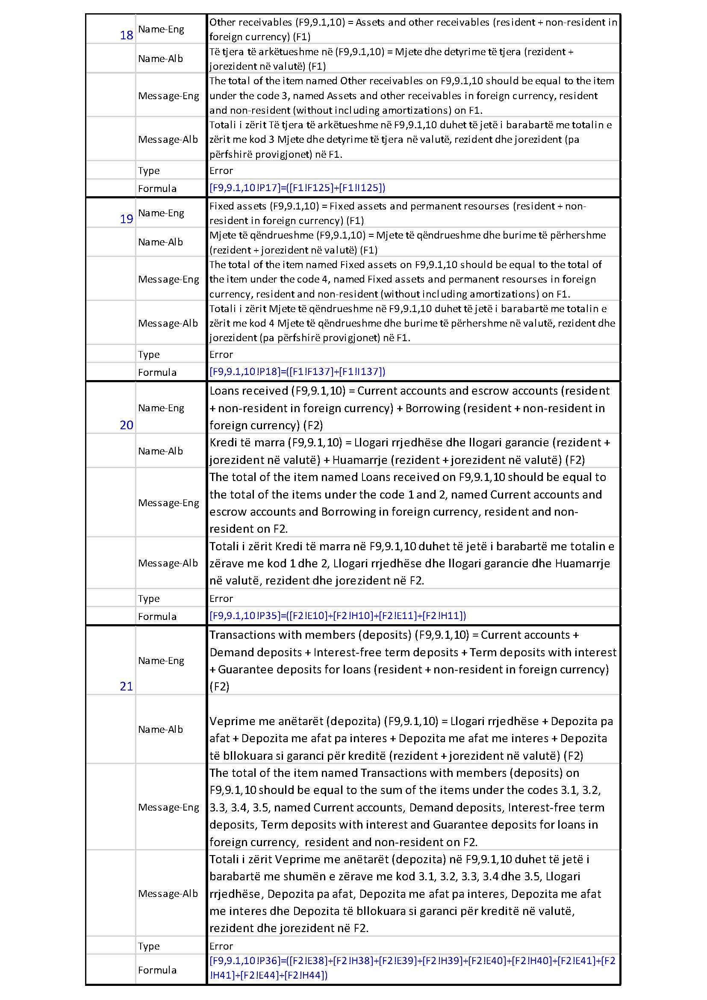 18
Name-Eng
Other receivables (F9,9.1,10) = Assets and other receivables (resident + non-resident in
foreign currency) (F1)
Name-Alb
Të tjera të arkëtueshme në (F9,9.1,10) = Mjete dhe detyrime të tjera (rezident +
jorezident në valutë) (F1)
Message-Eng
The total of the item named Other receivables on F9,9.1,10 should be equal to the item
under the code 3, named Assets and other receivables in foreign currency, resident
and non-resident (without including amortizations) on F1.
Message-Alb
Totali i zërit Të tjera të arkëtueshme në F9,9.1,10 duhet të jetë i barabartë me totalin e
zërit me kod 3 Mjete dhe detyrime të tjera në valutë, rezident dhe jorezident (pa
përfshirë provigjonet) në F1.
Type
Error
Formula
[F9,9.1,10!P17]=([F1!F125]+[F1!I125])
19
Name-Eng
Fixed assets (F9,9.1,10) = Fixed assets and permanent resourses (resident + non-
resident in foreign currency) (F1)
Name-Alb
Mjete të qëndrueshme (F9,9.1,10) = Mjete të qëndrueshme dhe burime të përhershme
(rezident + jorezident në valutë) (F1)
Message-Eng
The total of the item named Fixed assets on F9,9.1,10 should be equal to the total of
the item under the code 4, named Fixed assets and permanent resourses in foreign
currency, resident and non-resident (without including amortizations) on F1.
Message-Alb
Totali i zërit Mjete të qëndrueshme në F9,9.1,10 duhet të jetë i barabartë me totalin e
zërit me kod 4 Mjete të qëndrueshme dhe burime të përhershme në valutë, rezident dhe
jorezident (pa përfshirë provigjonet) në F1.
Type
Error
Formula
[F9,9.1,10!P18]=([F1!F137]+[F1!I137])
20
Name-Eng
Loans received (F9,9.1,10) = Current accounts and escrow accounts (resident
+ non-resident in foreign currency) + Borrowing (resident + non-resident in
foreign currency) (F2)
Name-Alb
Kredi të marra (F9,9.1,10) = Llogari rrjedhëse dhe llogari garancie (rezident +
jorezident në valutë) + Huamarrje (rezident + jorezident në valutë) (F2)
Message-Eng
The total of the item named Loans received on F9,9.1,10 should be equal to
the total of the items under the code 1 and 2, named Current accounts and
escrow accounts and Borrowing in foreign currency, resident and non-
resident on F2.
Message-Alb
Totali i zërit Kredi të marra në F9,9.1,10 duhet të jetë i barabartë me totalin e
zërave me kod 1 dhe 2, Llogari rrjedhëse dhe llogari garancie dhe Huamarrje
në valutë, rezident dhe jorezident në F2.
Type
Error
Formula
[F9,9.1,10!P35]=([F2!E10]+[F2!H10]+[F2!E11]+[F2!H11])
21
Name-Eng
Transactions with members (deposits) (F9,9.1,10) = Current accounts +
Demand deposits + Interest-free term deposits + Term deposits with interest
+ Guarantee deposits for loans (resident + non-resident in foreign currency)
(F2)
Name-Alb
Veprime me anëtarët (depozita) (F9,9.1,10) = Llogari rrjedhëse + Depozita pa
afat + Depozita me afat pa interes + Depozita me afat me interes + Depozita
të bllokuara si garanci për kreditë (rezident + jorezident në valutë) (F2)
Message-Eng
The total of the item named Transactions with members (deposits) on
F9,9.1,10 should be equal to the sum of the items under the codes 3.1, 3.2,
3.3, 3.4, 3.5, named Current accounts, Demand deposits, Interest-free term
deposits, Term deposits with interest and Guarantee deposits for loans in
foreign currency,  resident and non-resident on F2.
Message-Alb
Totali i zërit Veprime me anëtarët (depozita) në F9,9.1,10 duhet të jetë i
barabartë me shumën e zërave me kod 3.1, 3.2, 3.3, 3.4 dhe 3.5, Llogari
rrjedhëse, Depozita pa afat, Depozita me afat pa interes, Depozita me afat
me interes dhe Depozita të bllokuara si garanci për kreditë në valutë,
rezident dhe jorezident në F2.
Type
Error
Formula
[F9,9.1,10!P36]=([F2!E38]+[F2!H38]+[F2!E39]+[F2!H39]+[F2!E40]+[F2!H40]+[F2!E41]+[F2
!H41]+[F2!E44]+[F2!H44])